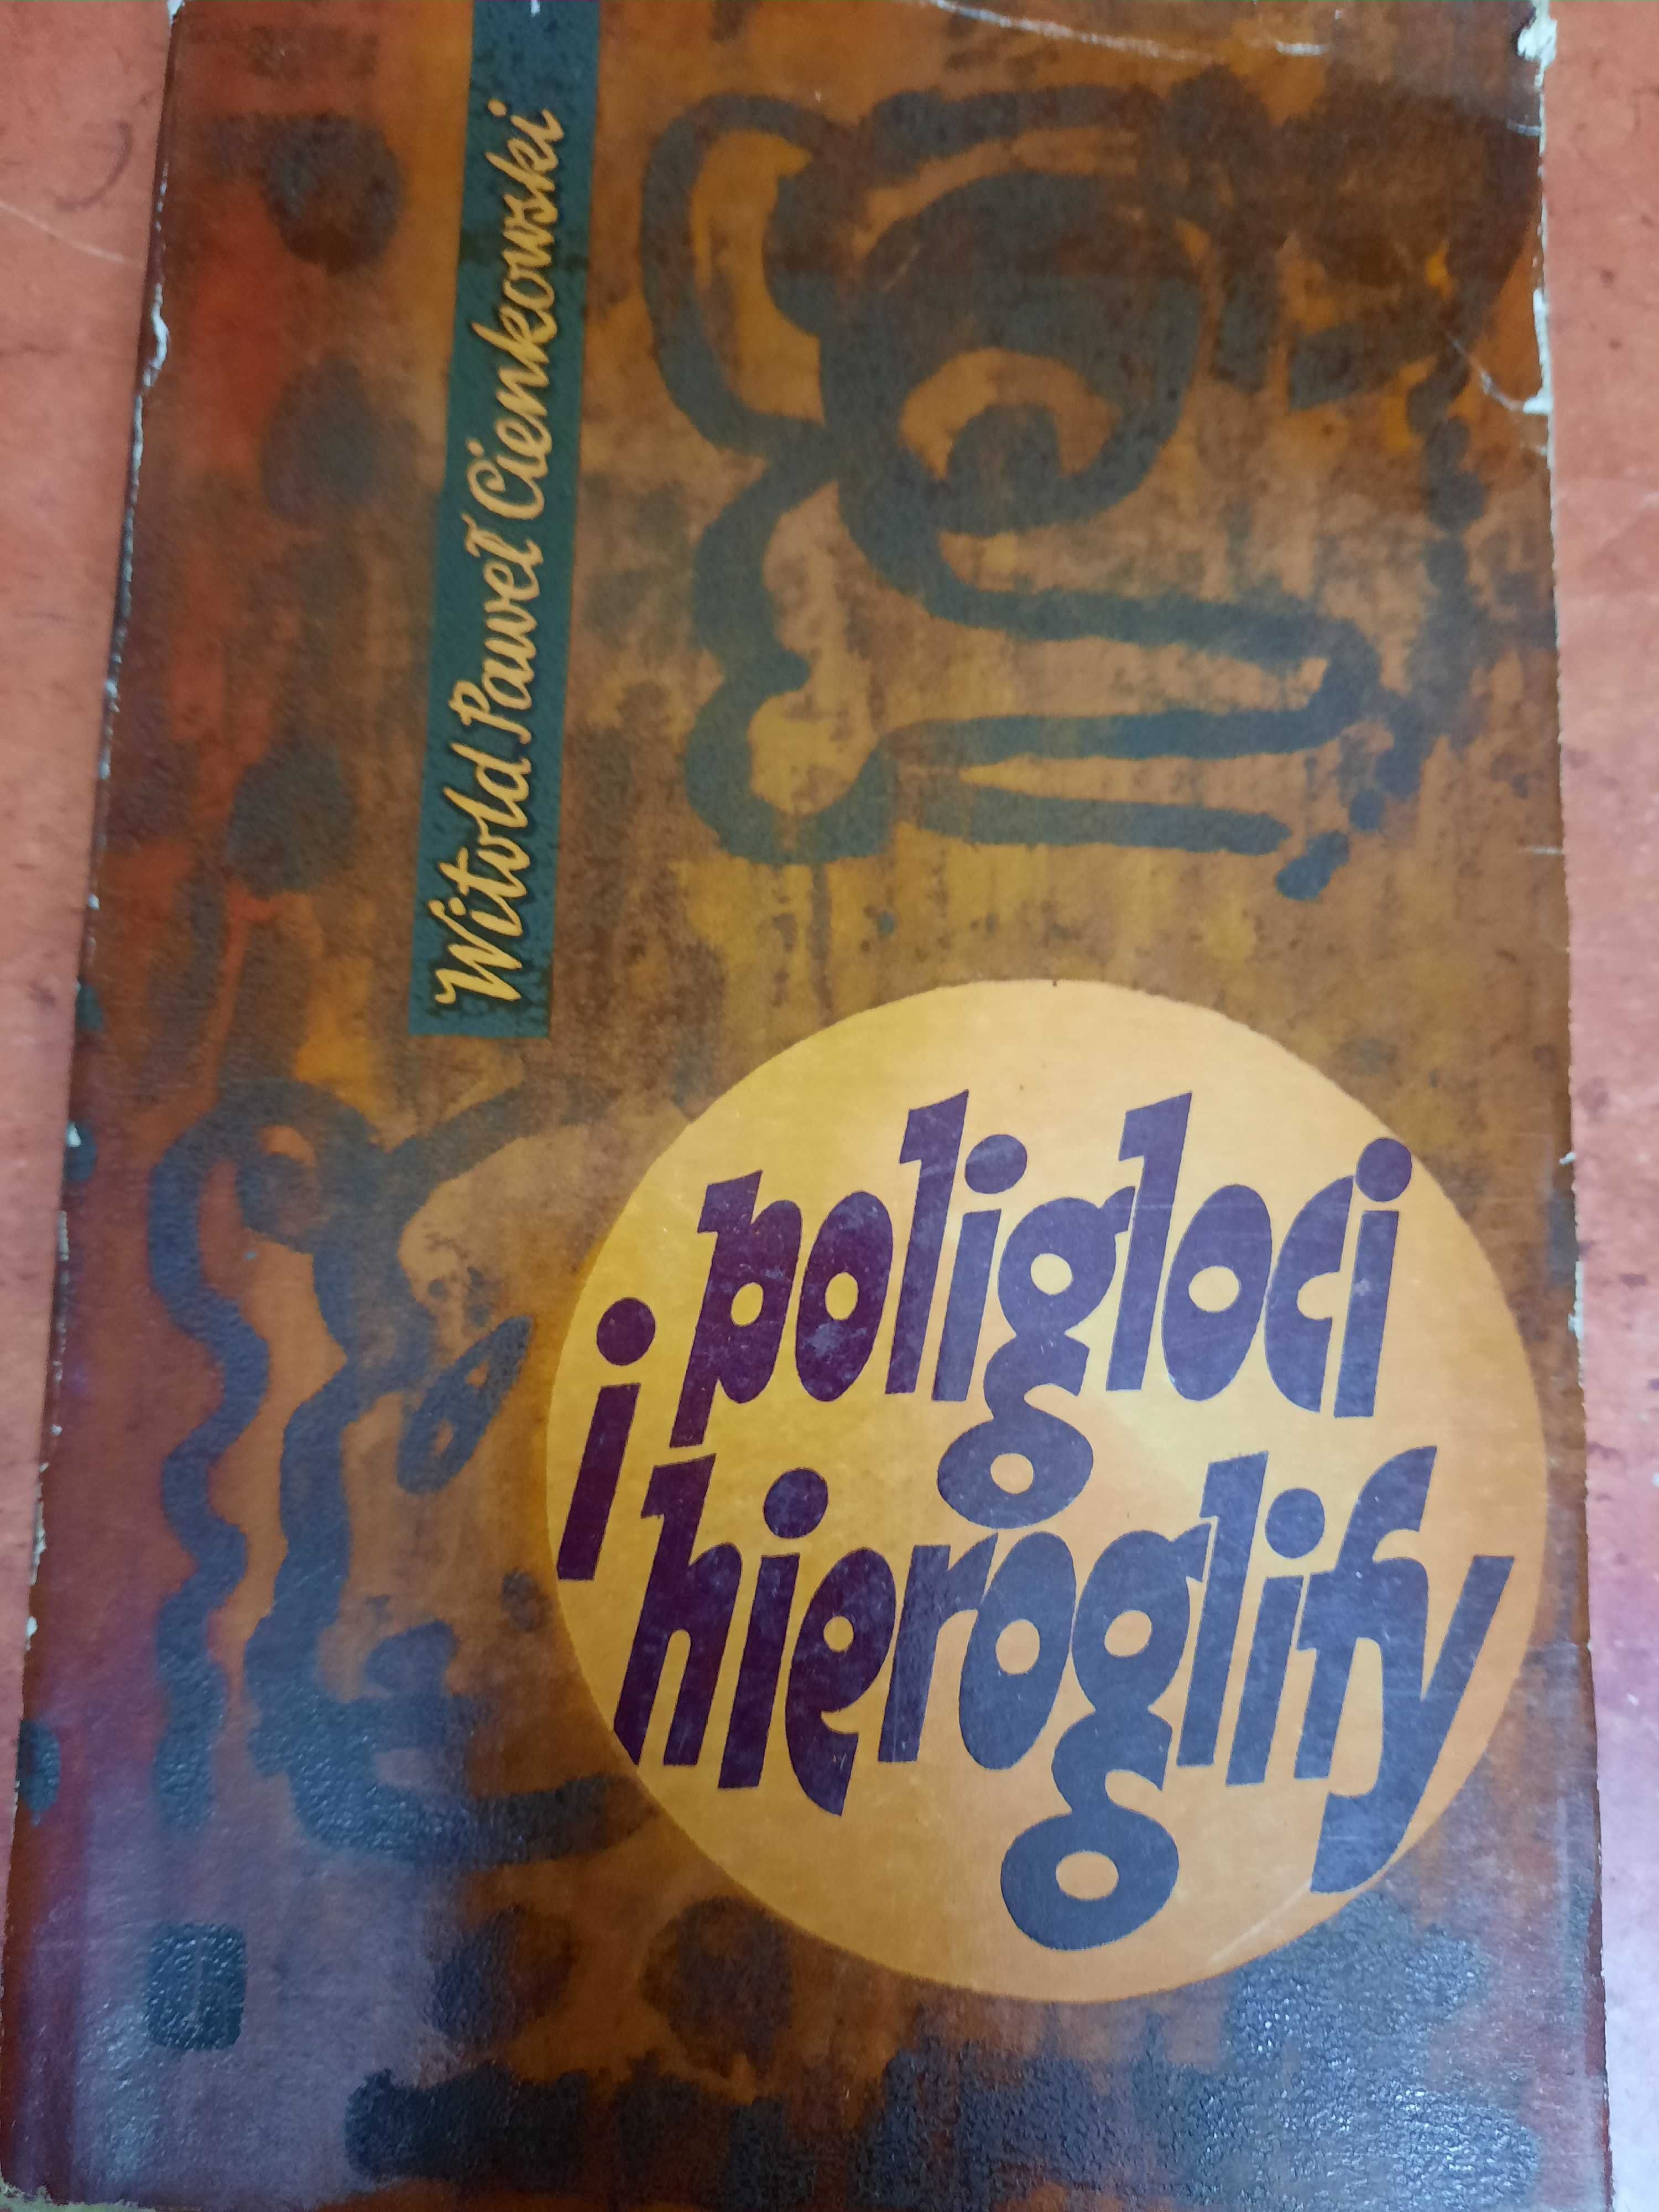 Witold Paweł Cienkowski
poligloci
i
hieroglify